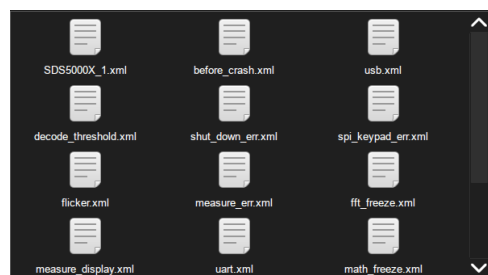 SDS5000X_1.xml before_crash.xml usb.xml
decode_threshold.xml shut_down_err.xml spi_keypad_err.xml
flicker.xml measure_err.xml fft_freeze.xml
measure_display.xml uart.xml math_freeze.xml